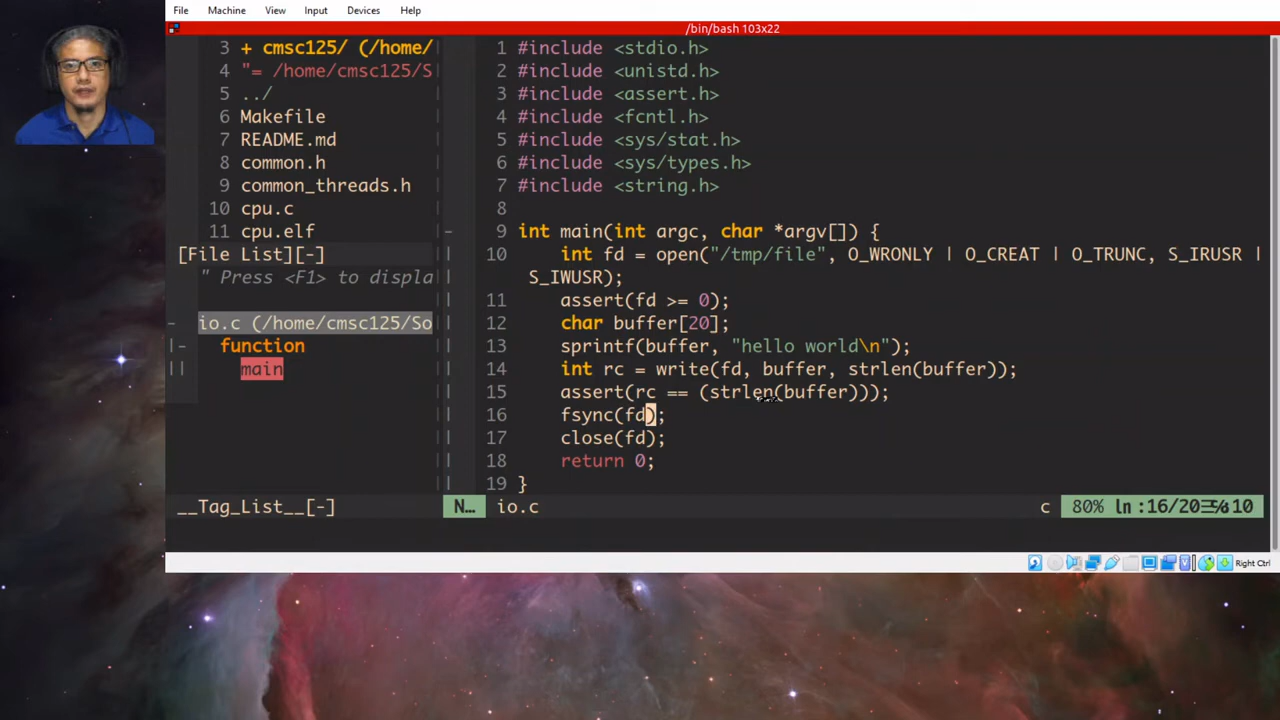 File Machine View Input Devices Help
/bin/bash 103x22
3 + cmsc125/ (/home/
4 "= /home/cmsc125/S
5 ../
6 Makefile
7 README.md
8 common.h
9 common_threads.h
10 cpu.c
11 cpu.elf
[File List][-]
" Press <F1> to displa
- io.c (/home/cmsc125/So
|- function
|| main
__Tag_List__[-]
1 #include <stdio.h>
2 #include <unistd.h>
3 #include <assert.h>
4 #include <fcntl.h>
5 #include <sys/stat.h>
6 #include <sys/types.h>
7 #include <string.h>
8
- 9 int main(int argc, char *argv[]) {
| 10 int fd = open("/tmp/file", O_WRONLY | O_CREAT | O_TRUNC, S_IRUSR |
| S_IWUSR);
| 11 assert(fd >= 0);
| 12 char buffer[20];
| 13 sprintf(buffer, "hello world\n");
| 14 int rc = write(fd, buffer, strlen(buffer));
| 15 assert(rc == (strlen(buffer)));
| 16 fsync(fd);
| 17 close(fd);
| 18 return 0;
| 19 }
N… io.c c 80% ln :16/20
Right Ctrl